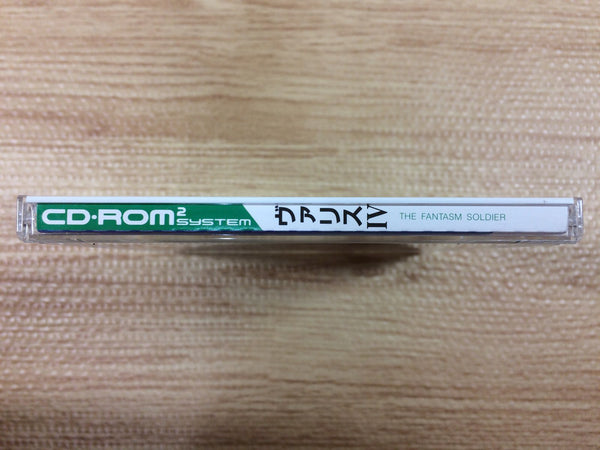 CD·ROM² SYSTEM
ヴァリスIV THE FANTASM SOLDIER